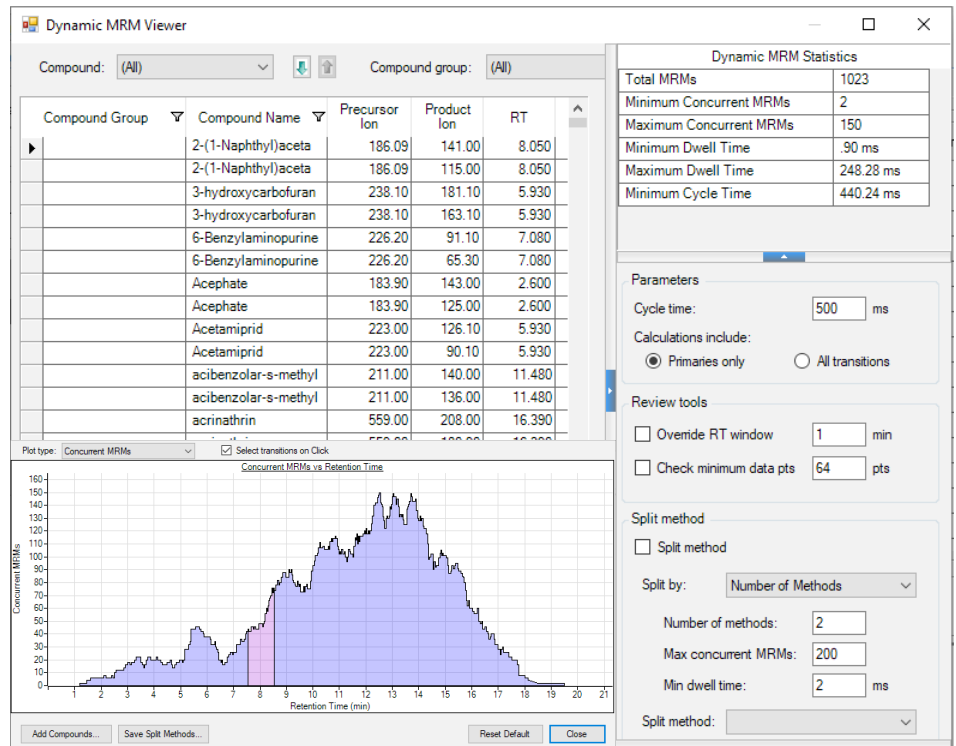 Dynamic MRM Viewer
Compound: (All) Compound group: (All)
Compound Group Compound Name Precursor Ion Product Ion RT
2-(1-Naphthyl)aceta 186.09 141.00 8.050
2-(1-Naphthyl)aceta 186.09 115.00 8.050
3-hydroxycarbofuran 238.10 181.10 5.930
3-hydroxycarbofuran 238.10 163.10 5.930
6-Benzylaminopurine 226.20 91.10 7.080
6-Benzylaminopurine 226.20 65.30 7.080
Acephate 183.90 143.00 2.600
Acephate 183.90 125.00 2.600
Acetamiprid 223.00 126.10 5.930
Acetamiprid 223.00 90.10 5.930
acibenzolar-s-methyl 211.00 140.00 11.480
acibenzolar-s-methyl 211.00 136.00 11.480
acrinathrin 559.00 208.00 16.390
Plot type: Concurrent MRMs Select transitions on Click
Concurrent MRMs vs Retention Time
Concurrent MRMs
160
150
140
130
120
110
100
90
80
70
60
50
40
30
20
10
0
1 2 3 4 5 6 7 8 9 10 11 12 13 14 15 16 17 18 19 20 21
Retention Time (min)
Add Compounds... Save Split Methods... Reset Default Close
Dynamic MRM Statistics
Total MRMs 1023
Minimum Concurrent MRMs 2
Maximum Concurrent MRMs 150
Minimum Dwell Time .90 ms
Maximum Dwell Time 248.28 ms
Minimum Cycle Time 440.24 ms
Parameters
Cycle time: 500 ms
Calculations include:
Primaries only All transitions
Review tools
Override RT window 1 min
Check minimum data pts 64 pts
Split method
Split method
Split by: Number of Methods
Number of methods: 2
Max concurrent MRMs: 200
Min dwell time: 2 ms
Split method: